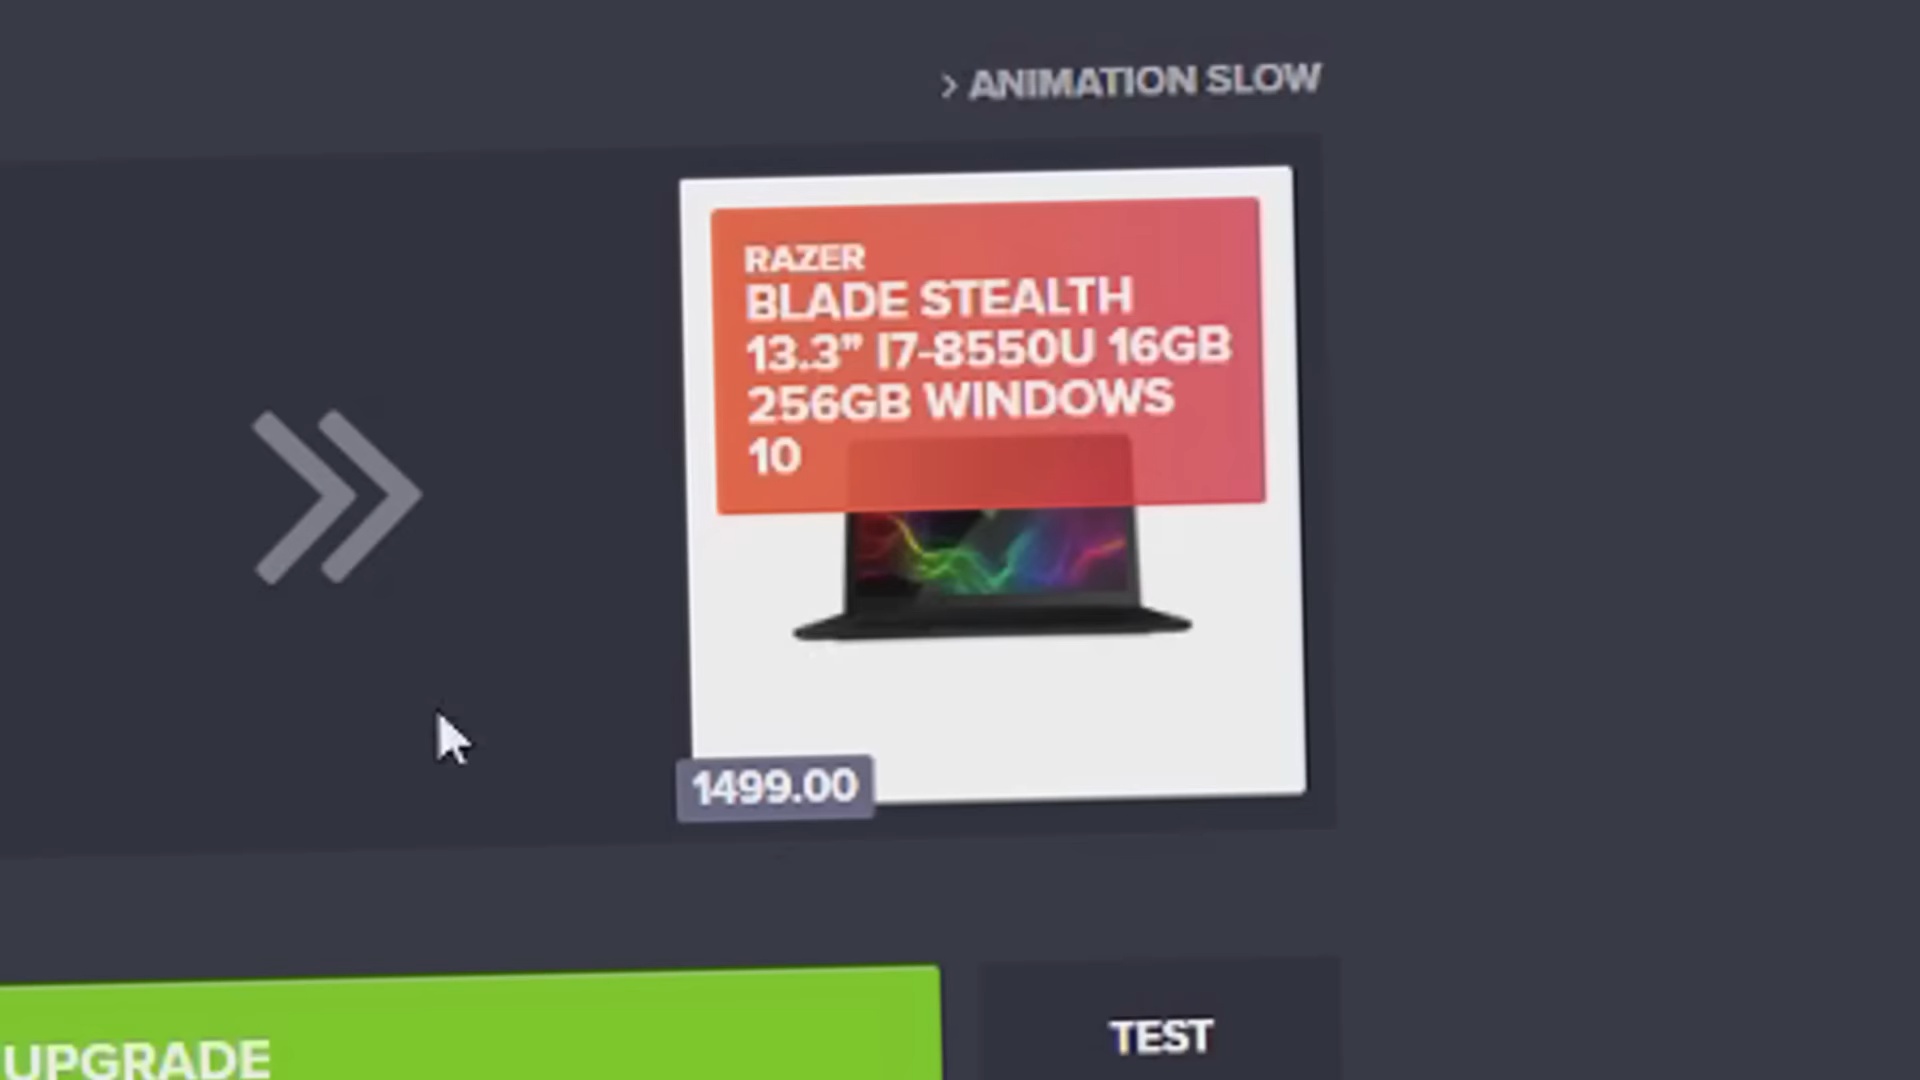 > ANIMATION SLOW
RAZER
BLADE STEALTH
13.3” I7-8550U 16GB
256GB WINDOWS
10
1499.00
UPGRADE
TEST